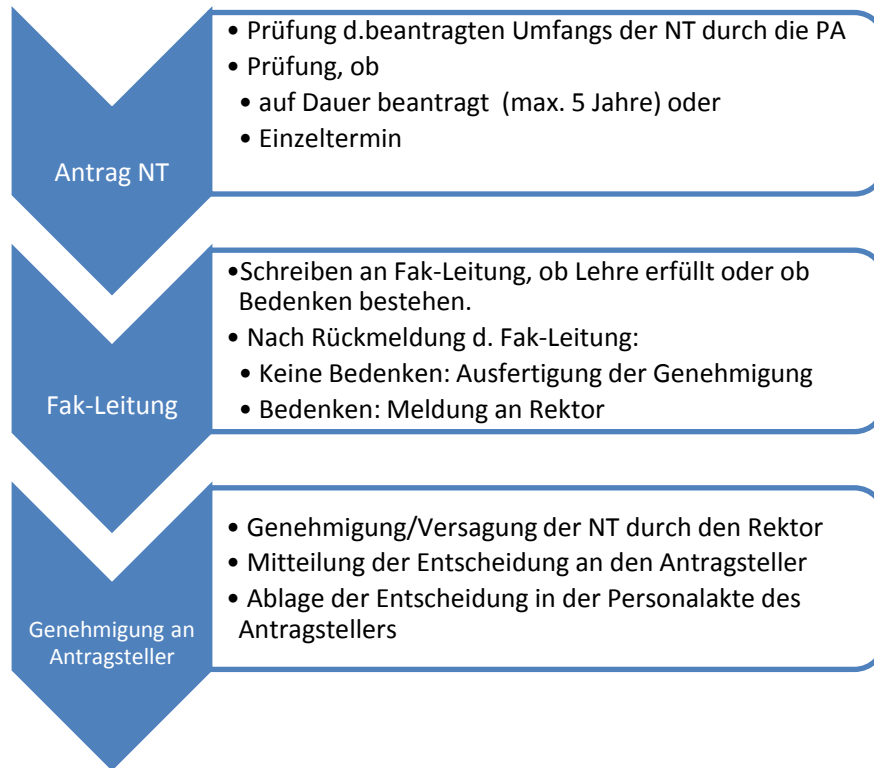 Antrag NT
• Prüfung d.beantragten Umfangs der NT durch die PA
• Prüfung, ob
• auf Dauer beantragt  (max. 5 Jahre) oder
• Einzeltermin
Fak-Leitung
•Schreiben an Fak-Leitung, ob Lehre erfüllt oder ob
Bedenken bestehen.
• Nach Rückmeldung d. Fak-Leitung:
• Keine Bedenken: Ausfertigung der Genehmigung
• Bedenken: Meldung an Rektor
Genehmigung an
Antragsteller
• Genehmigung/Versagung der NT durch den Rektor
• Mitteilung der Entscheidung an den Antragsteller
• Ablage der Entscheidung in der Personalakte des
Antragstellers